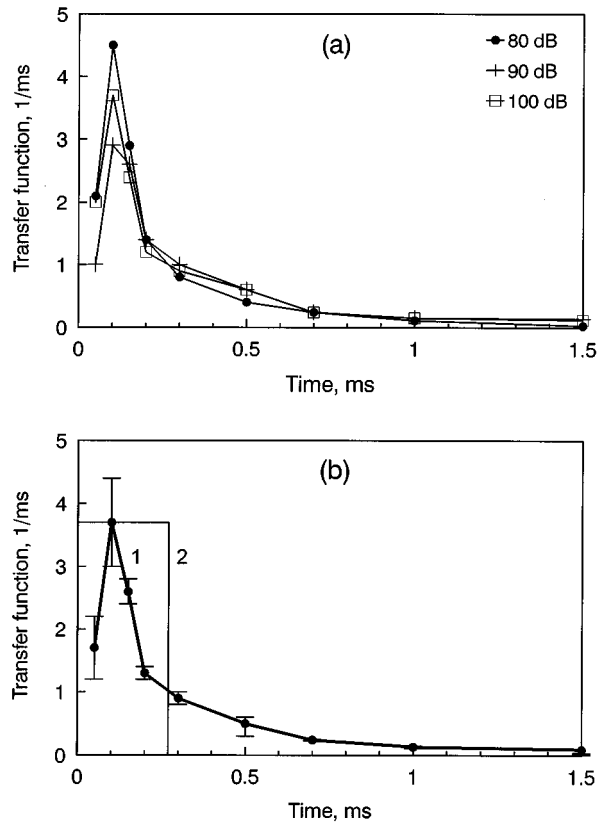 (a)
80 dB
90 dB
100 dB
Transfer function, 1/ms
5
4
3
2
1
0
0 0.5 1 1.5
Time, ms
(b)
1 2
Transfer function, 1/ms
5
4
3
2
1
0
0 0.5 1 1.5
Time, ms